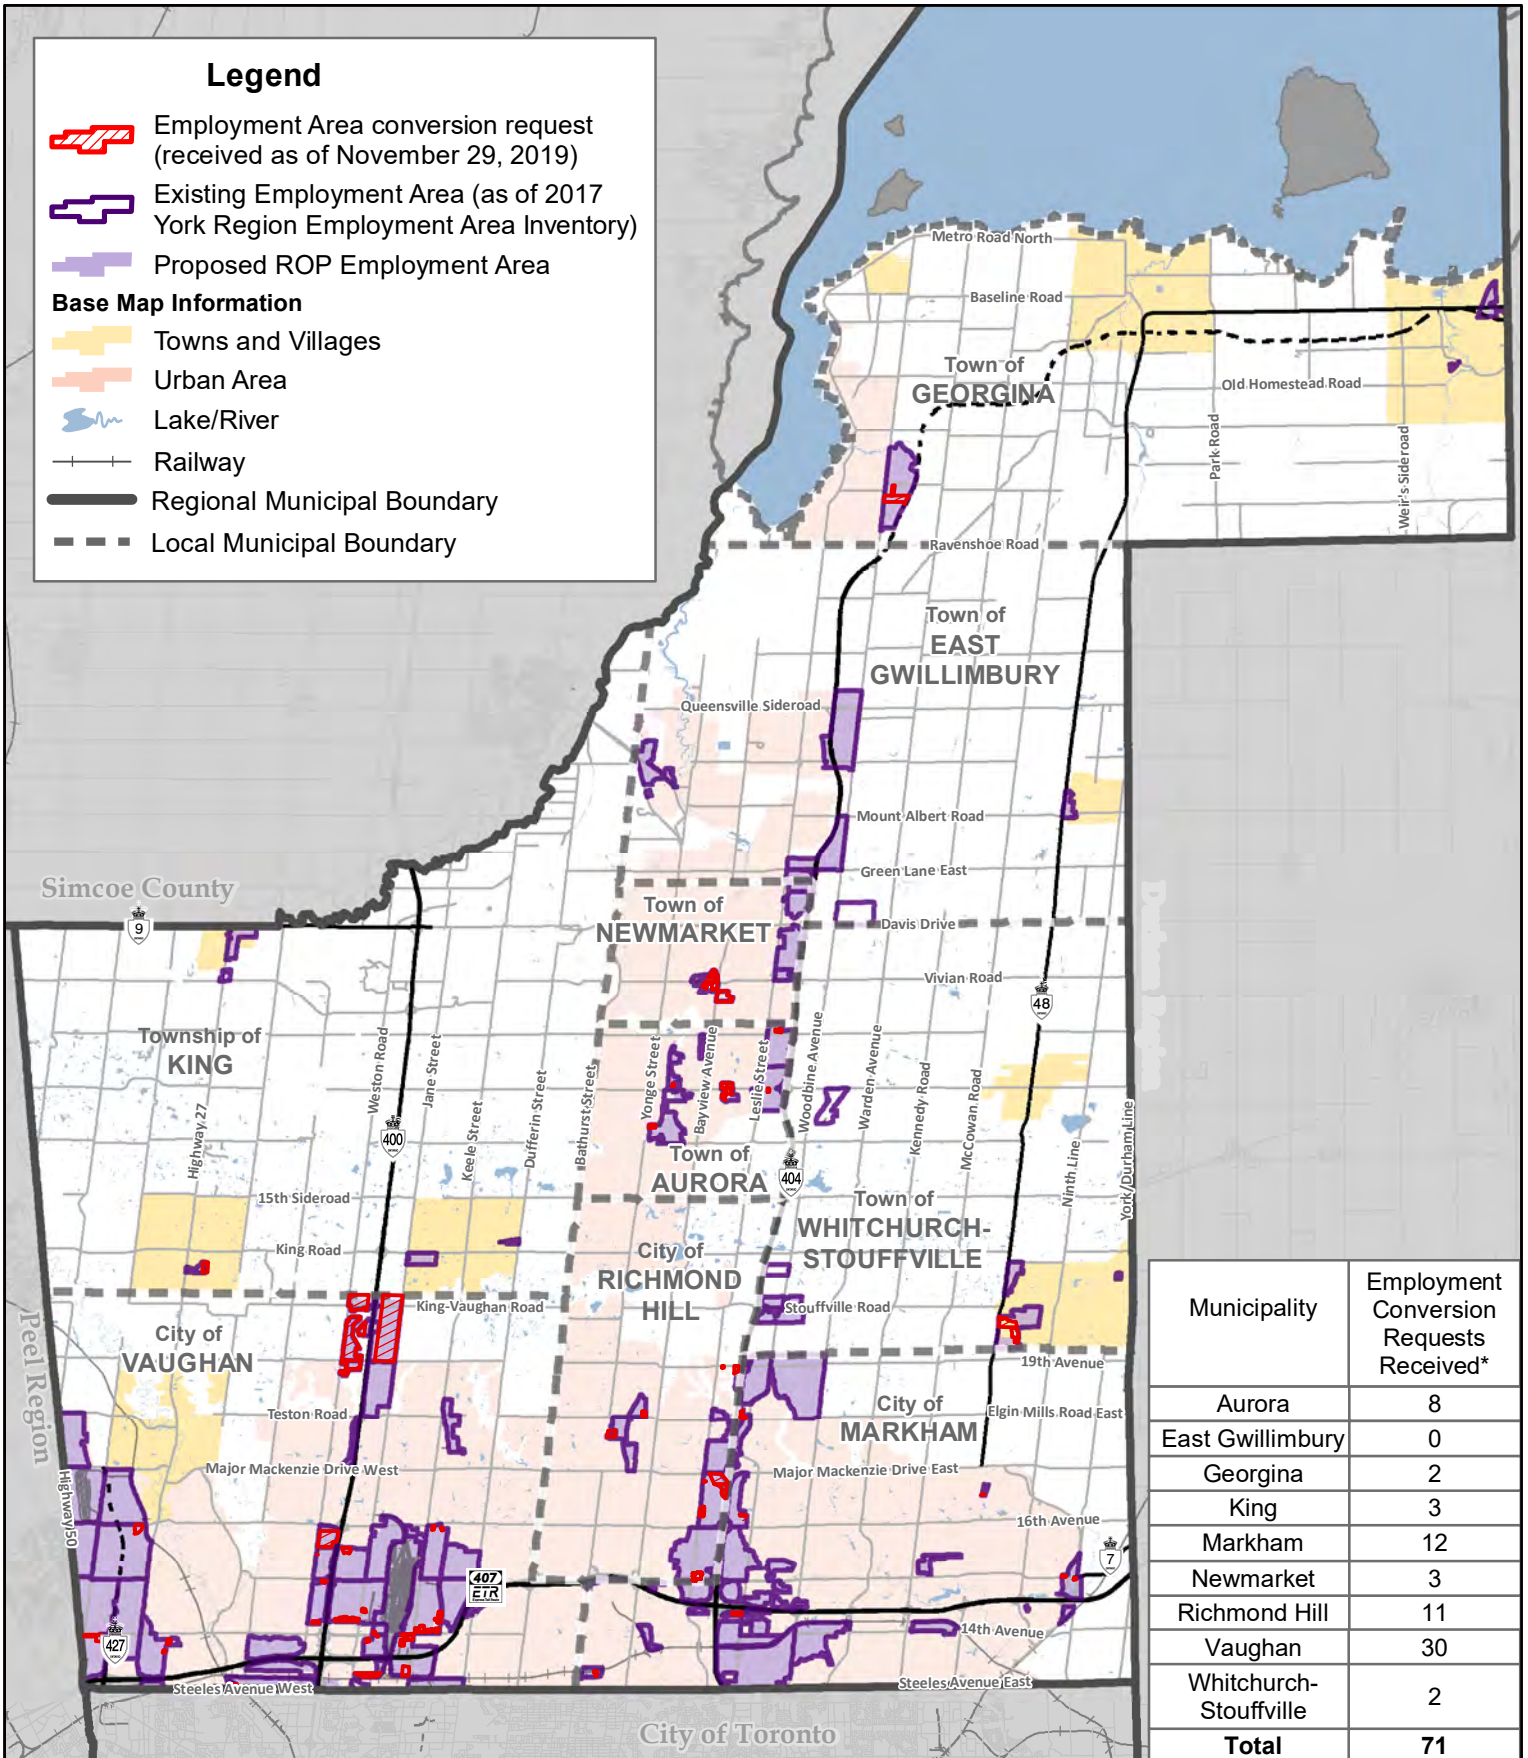 Legend
Employment Area conversion request
(received as of November 29, 2019)
Existing Employment Area (as of 2017
York Region Employment Area Inventory)
Proposed ROP Employment Area
Base Map Information
Towns and Villages
Urban Area
Lake/River
Railway
Regional Municipal Boundary
Local Municipal Boundary
Metro Road North
Baseline Road
Town of
GEORGINA
Old Homestead Road
Park Road
Weir's Sideroad
Ravenshoe Road
Town of
EAST
GWILLIMBURY
Queensville Sideroad
Mount Albert Road
Green Lane East
Simcoe County
9
Town of
NEWMARKET
Davis Drive
Vivian Road
48
Township of
KING
Highway 27
Weston Road
400
Jane Street
Keele Street
Dufferin Street
Bathurst Street
Yonge Street
Bayview Avenue
Leslie Street
Woodbine Avenue
Warden Avenue
Kennedy Road
McCowan Road
Ninth Line
York/Durham Line
Town of
AURORA
404
15th Sideroad
King Road
Town of
WHITCHURCH-
STOUFFVILLE
City of
RICHMOND
HILL
King-Vaughan Road
Stouffville Road
Peel Region
City of
VAUGHAN
19th Avenue
Teston Road
City of
MARKHAM
Elgin Mills Road East
Major Mackenzie Drive West
Major Mackenzie Drive East
Highway 50
16th Avenue
7
407
ETR
427
14th Avenue
Steeles Avenue West
Steeles Avenue East
City of Toronto
Municipality
Employment
Conversion
Requests
Received*
Aurora 8
East Gwillimbury 0
Georgina 2
King 3
Markham 12
Newmarket 3
Richmond Hill 11
Vaughan 30
Whitchurch-
Stouffville 2
Total 71